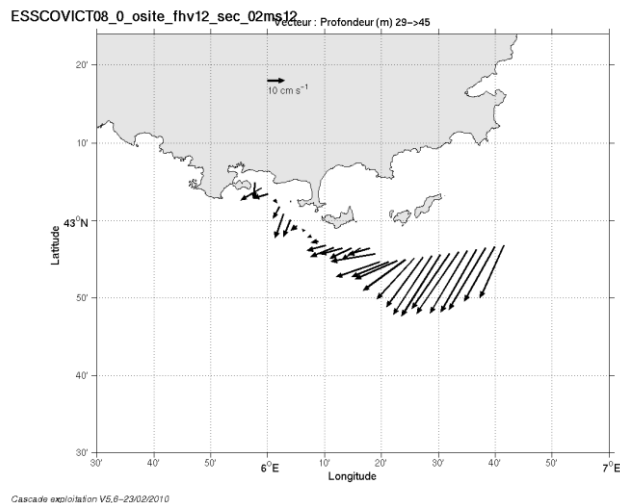 ESSCOVICT08_0_osite_fhv12_sec_02ms12
Vecteur : Profondeur (m) 29->45
20'
10 cm s⁻¹
10'
43°N
Latitude
50'
40'
30'
30' 40' 50' 6°E 10' 20' 30' 40' 50' 7°E
Longitude
Cascade exploitation V5,6-23/02/2010